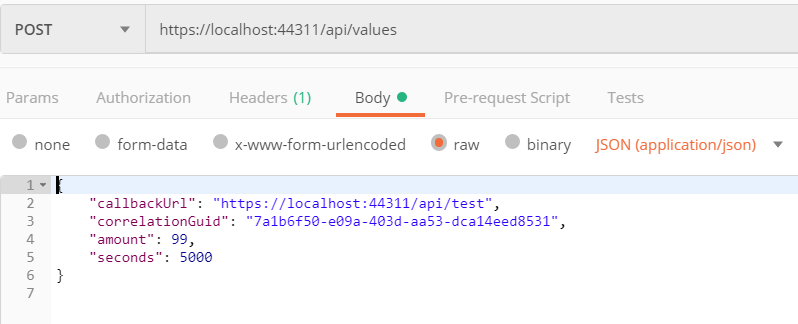 POST https://localhost:44311/api/values
Params Authorization Headers (1) Body Pre-request Script Tests
none form-data x-www-form-urlencoded raw binary JSON (application/json)
1 {
2 "callbackUrl": "https://localhost:44311/api/test",
3 "correlationGuid": "7a1b6f50-e09a-403d-aa53-dca14eed8531",
4 "amount": 99,
5 "seconds": 5000
6 }
7